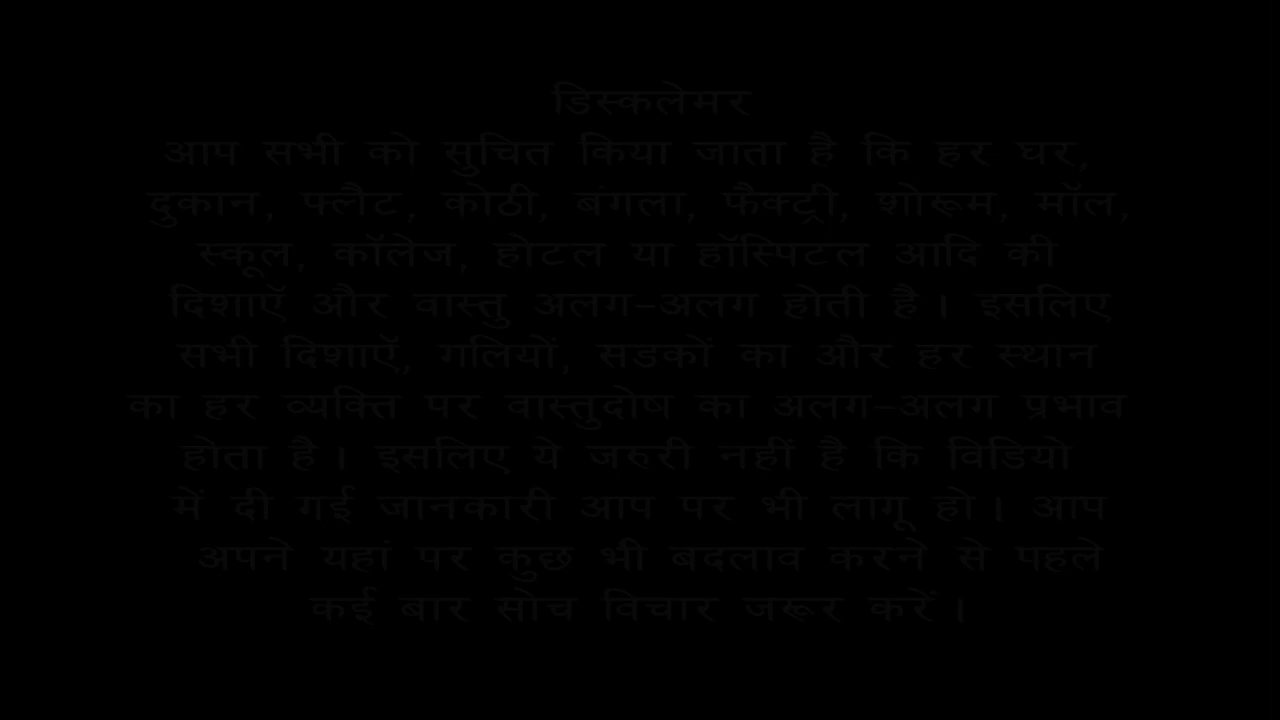 डिस्कलेमर
आप सभी को सुचित किया जाता है कि हर घर,
दुकान, फ्लैट, कोठी, बंगला, फैक्ट्री, शोरूम, मॉल,
स्कूल, कॉलेज, होटल या हॉस्पिटल आदि की
दिशाऍ और वास्तु अलग-अलग होती है। इसलिए
सभी दिशाऍ, गलियों, सडकों का और हर स्थान
का हर व्यक्ति पर वास्तुदोष का अलग-अलग प्रभाव
होता है। इसलिए ये जरुरी नहीं है कि विडियो
में दी गई जानकारी आप पर भी लागू हो। आप
अपने यहां पर कुछ भी बदलाव करने से पहले
कई बार सोच विचार जरूर करें।